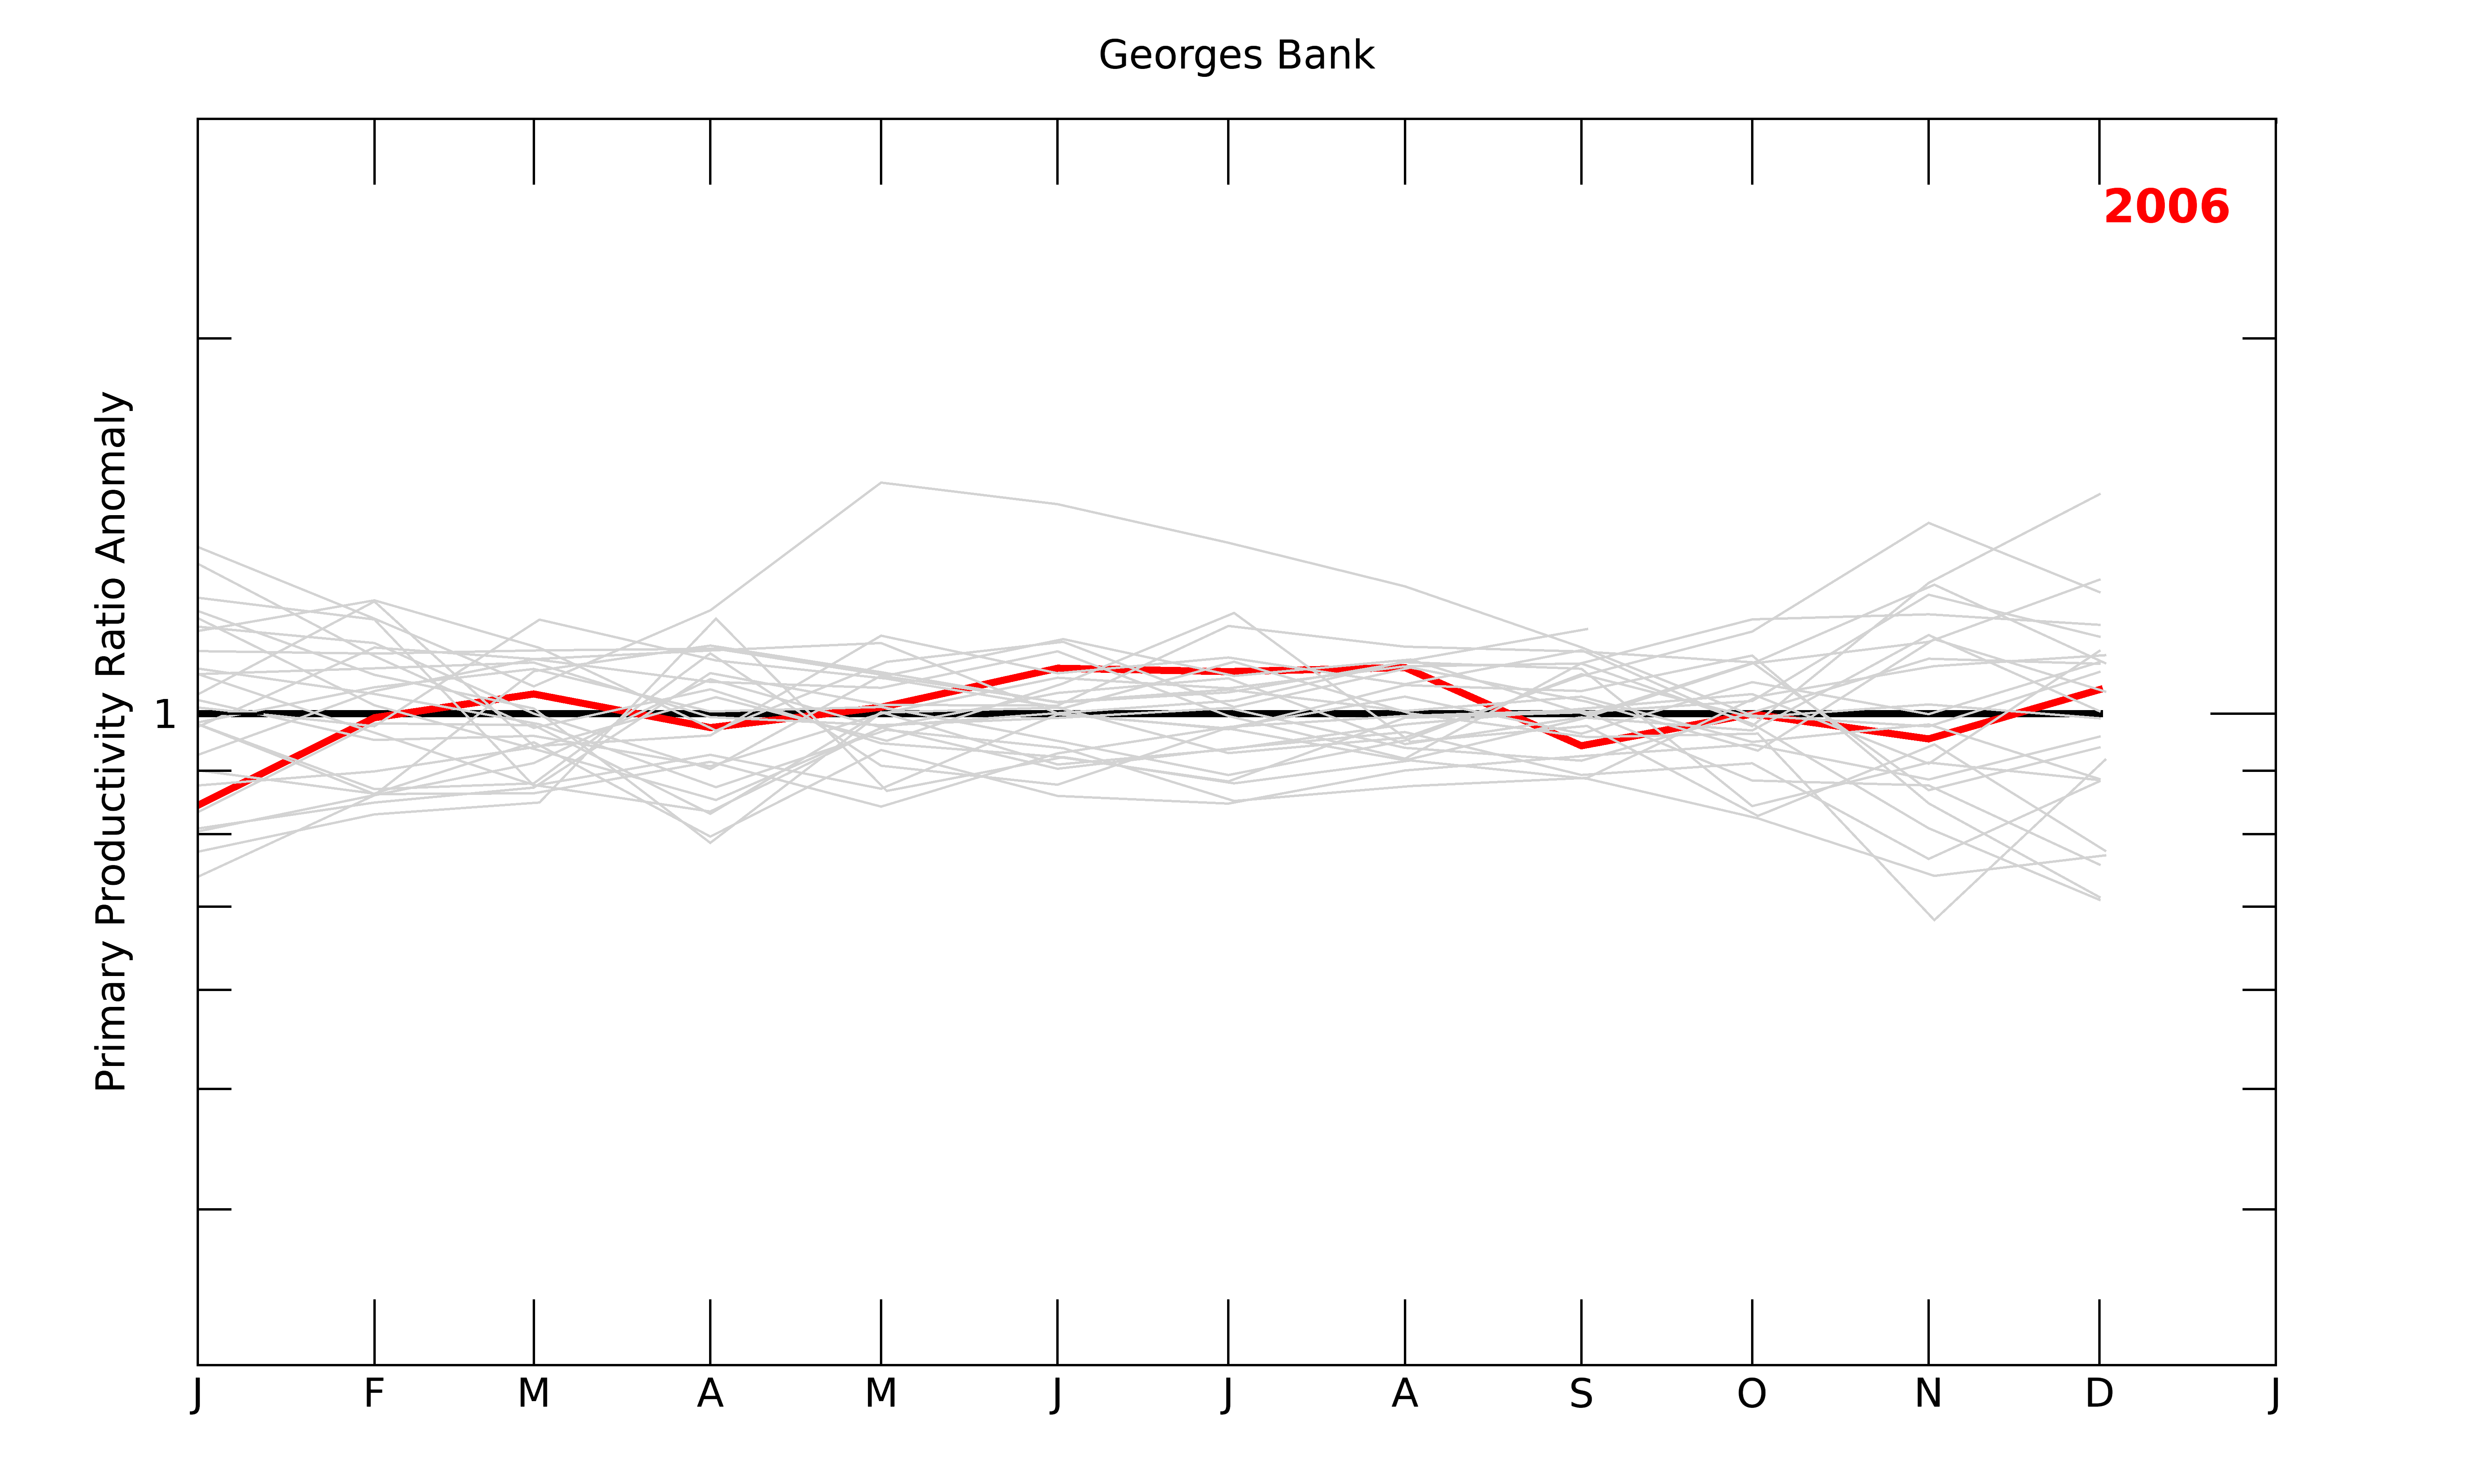 Georges Bank
2006
Primary Productivity Ratio Anomaly
1
J F M A M J J A S O N D J